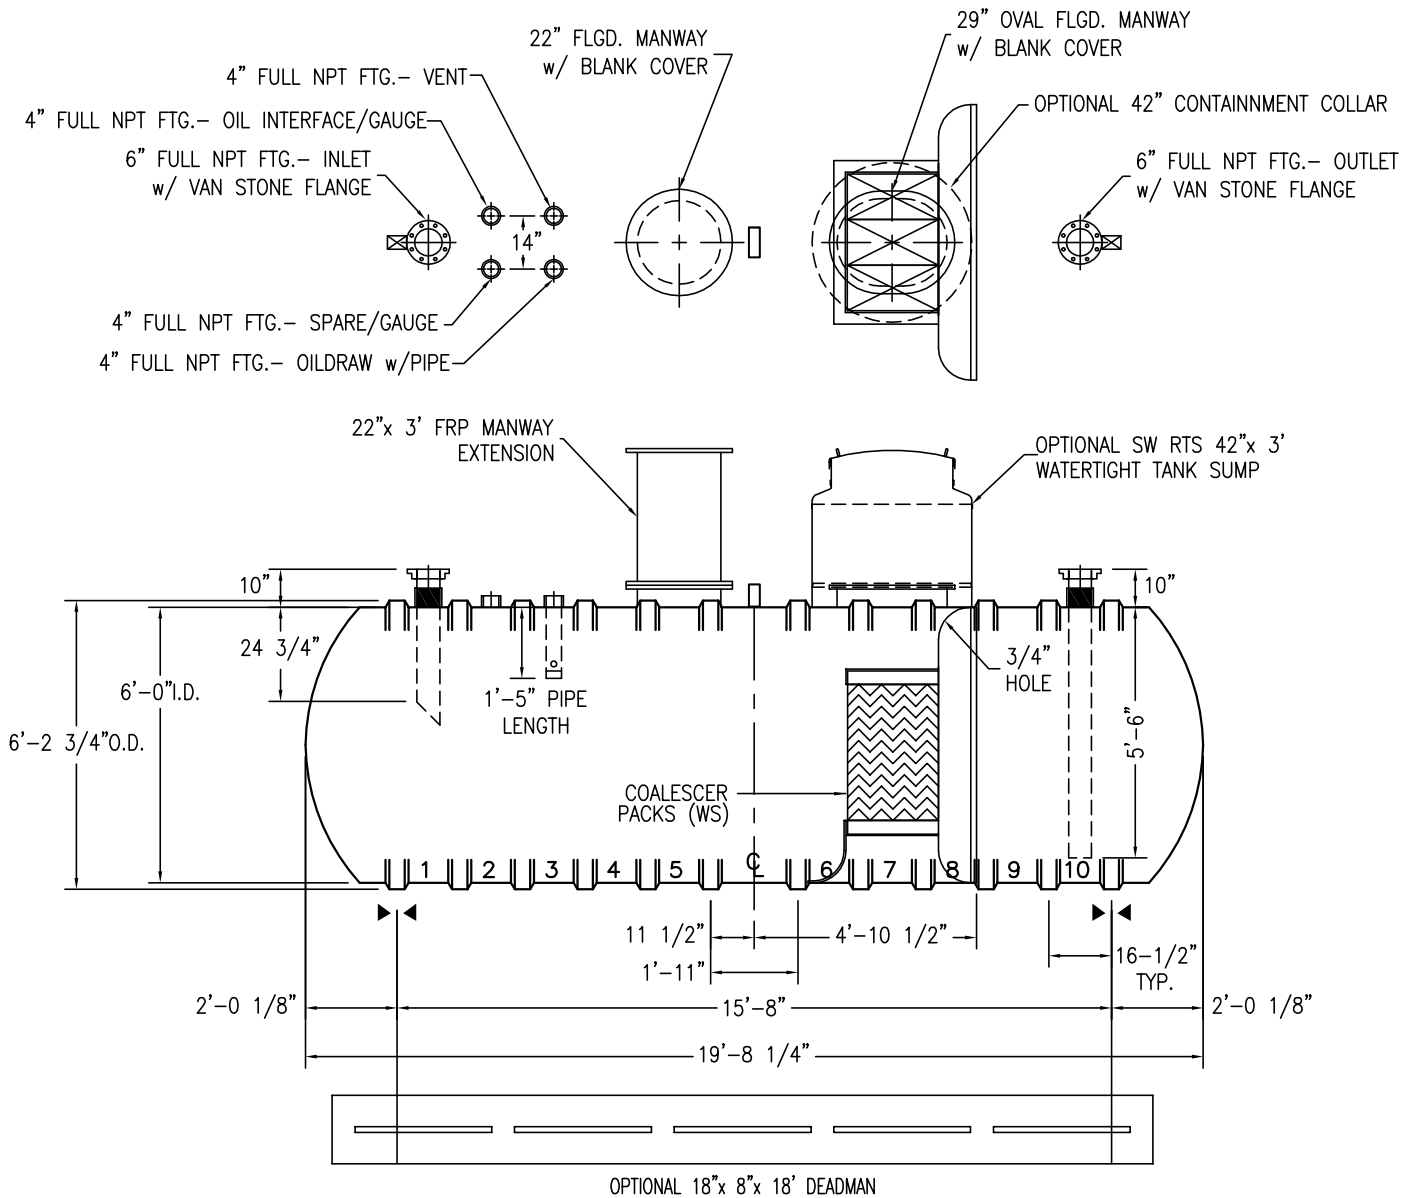 29” OVAL FLGD. MANWAY
w/ BLANK COVER
22” FLGD. MANWAY
w/ BLANK COVER
4” FULL NPT FTG.– VENT
OPTIONAL 42” CONTAINNMENT COLLAR
4” FULL NPT FTG.– OIL INTERFACE/GAUGE
6” FULL NPT FTG.– INLET
w/ VAN STONE FLANGE
6” FULL NPT FTG.– OUTLET
w/ VAN STONE FLANGE
14”
4” FULL NPT FTG.– SPARE/GAUGE
4” FULL NPT FTG.– OILDRAW w/PIPE
22”x 3’ FRP MANWAY
EXTENSION
OPTIONAL SW RTS 42”x 3’
WATERTIGHT TANK SUMP
10”
10”
24 3/4”
3/4”
HOLE
6’–0”I.D.
1’–5” PIPE
LENGTH
6’–2 3/4”O.D.
5’–6”
COALESCER
PACKS (WS)
1 2 3 4 5 CL 6 7 8 9 10
11 1/2”
4’–10 1/2”
1’–11”
16–1/2”
TYP.
2’–0 1/8”
15’–8”
2’–0 1/8”
19’–8 1/4”
OPTIONAL 18”x 8”x 18’ DEADMAN